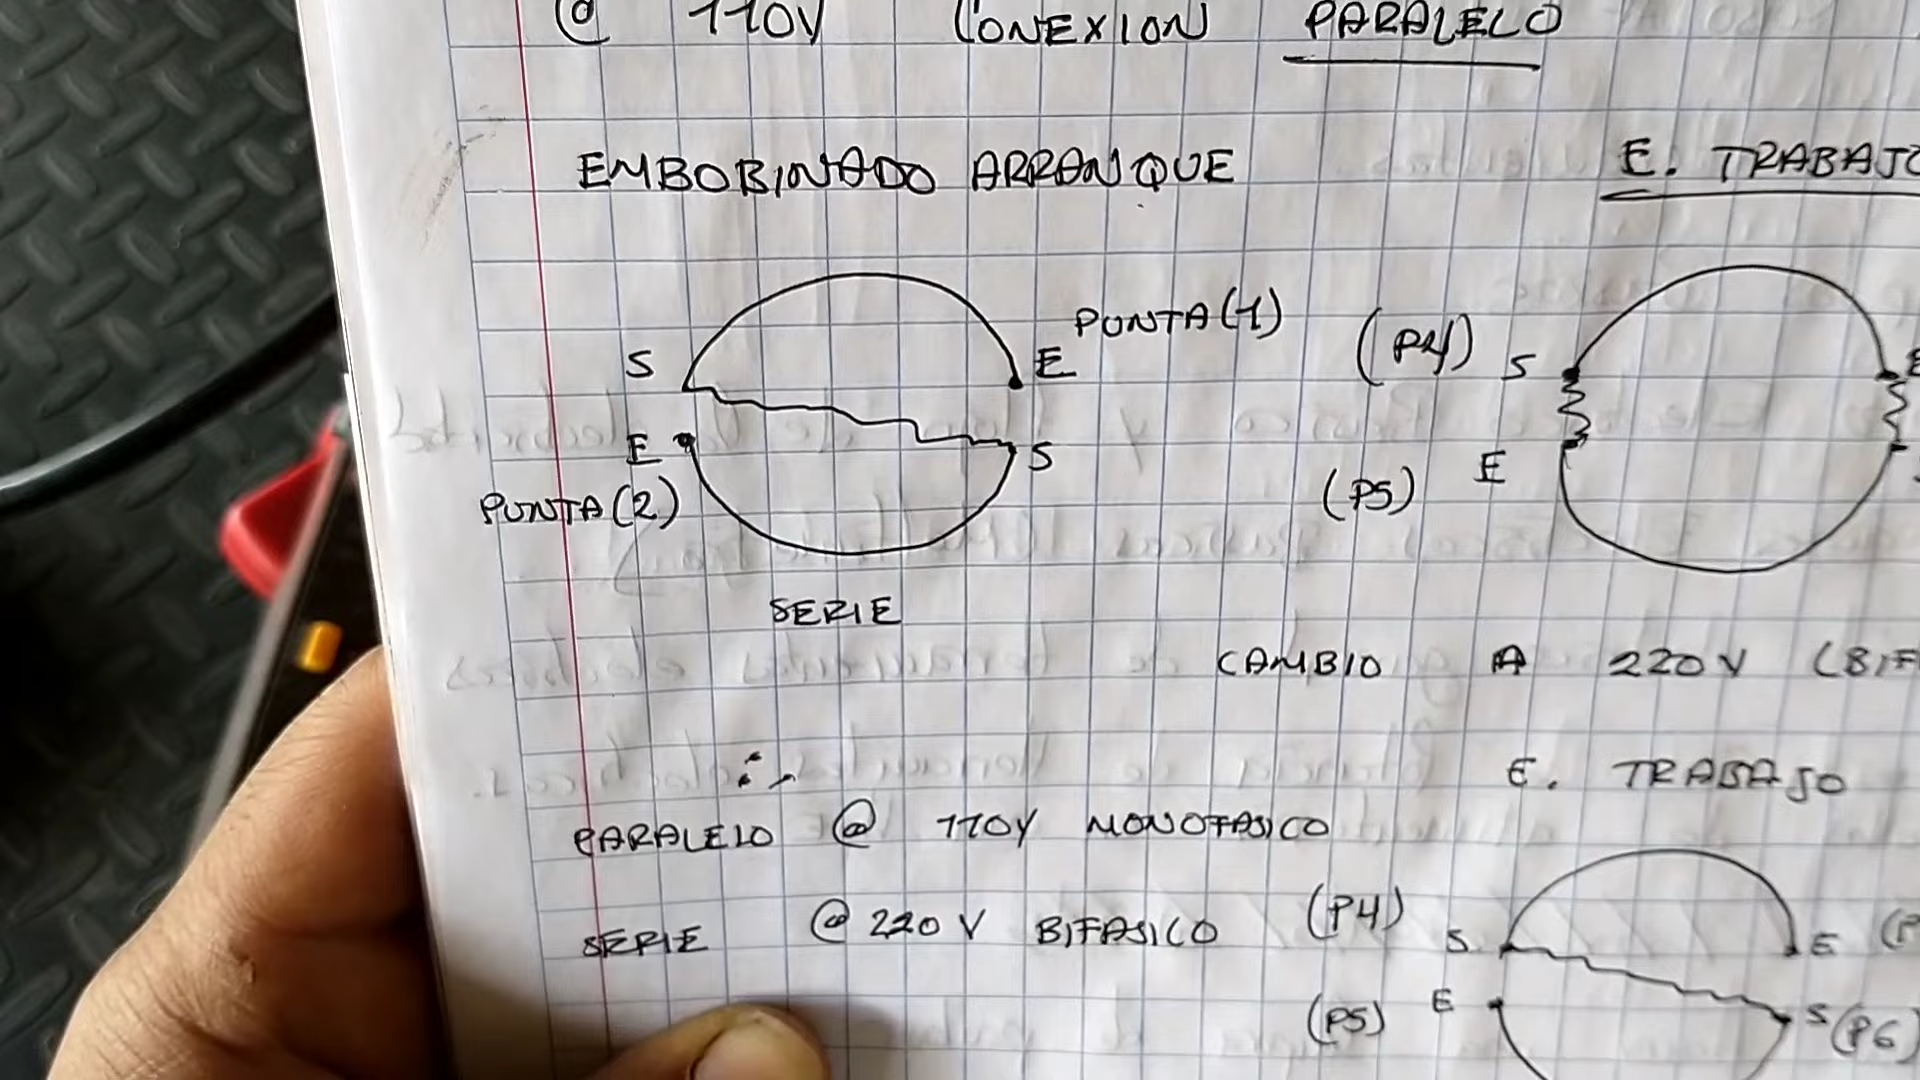 @ 110V CONEXION PARALELO
EMBOBINADO ARRANQUE
E. TRABAJO
PUNTA (1)
S
E
E
S
PUNTA (2)
SERIE
(P4) S
(P5) E
CAMBIO A 220 V (BIF
E. TRABAJO
PARALELO @ 110V MONOFASICO
SERIE @ 220 V BIFASICO
(P4) S
E (P
(P5) E
S (P6)